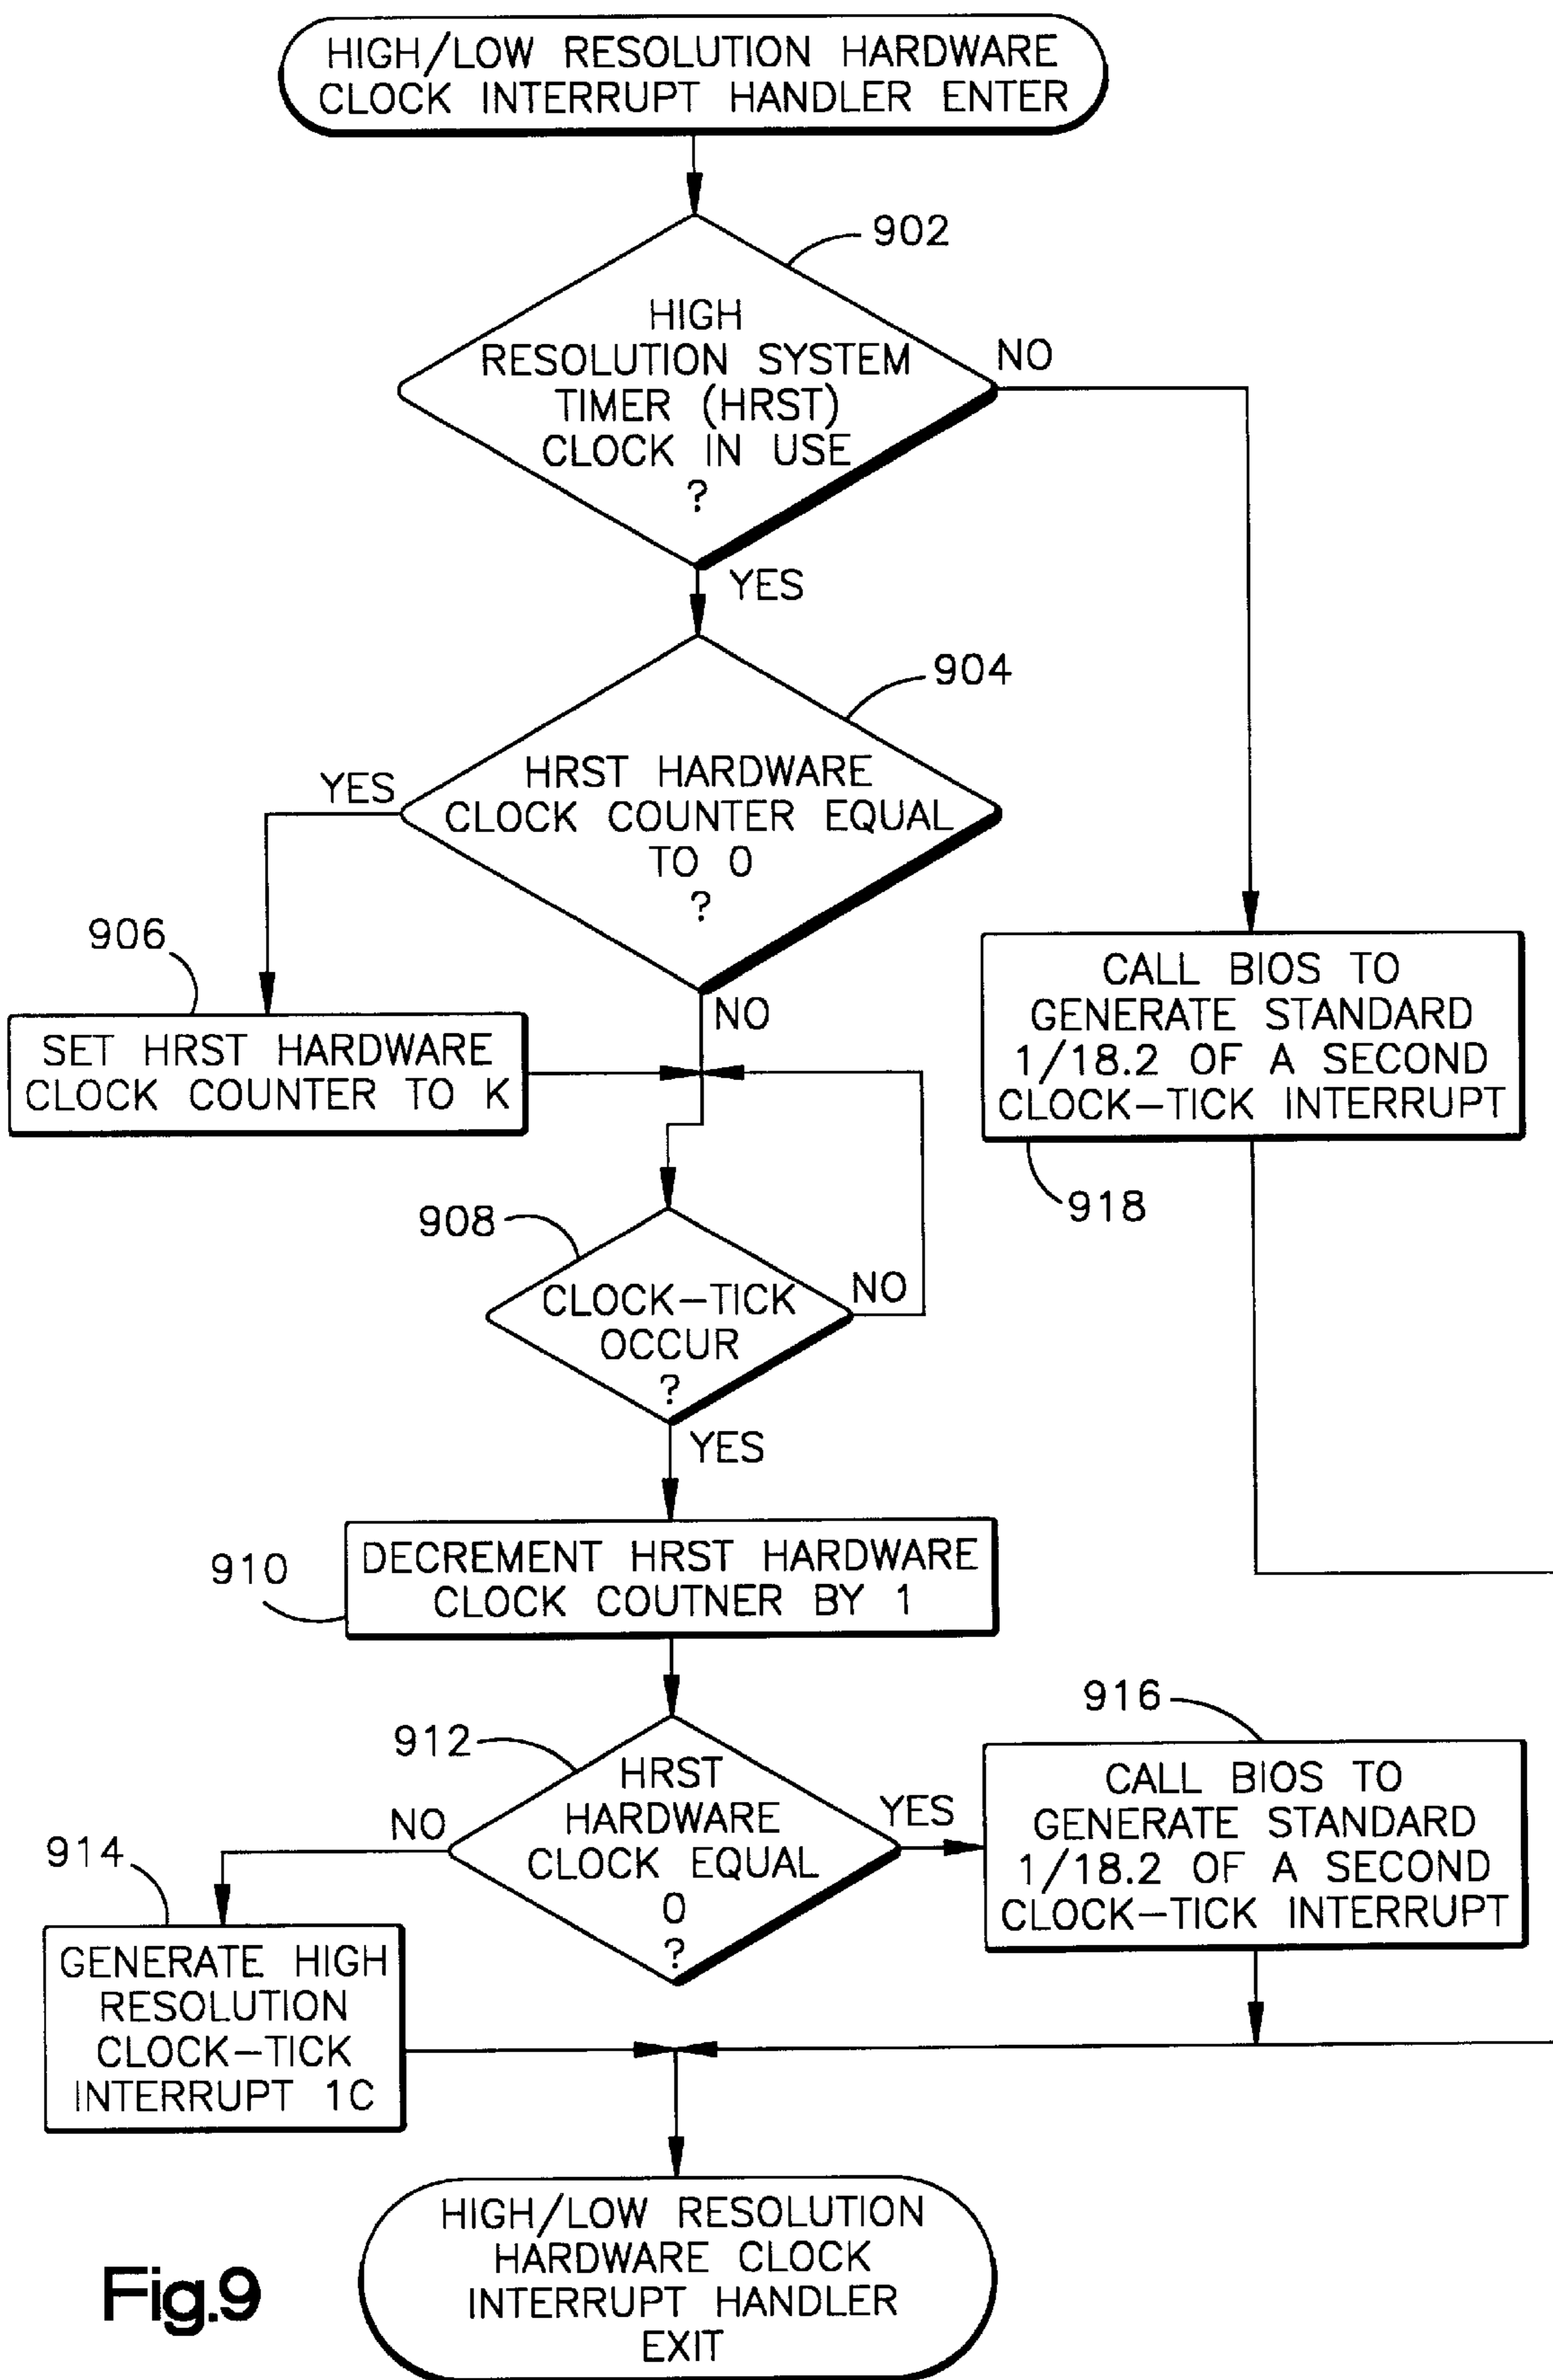 HIGH/LOW RESOLUTION HARDWARE
CLOCK INTERRUPT HANDLER ENTER
902
HIGH
RESOLUTION SYSTEM
TIMER (HRST)
CLOCK IN USE
?
NO
YES
904
HRST HARDWARE
CLOCK COUNTER EQUAL
TO 0
?
YES
NO
906
SET HRST HARDWARE
CLOCK COUNTER TO K
CALL BIOS TO
GENERATE STANDARD
1/18.2 OF A SECOND
CLOCK-TICK INTERRUPT
918
908
CLOCK-TICK
OCCUR
?
NO
YES
910
DECREMENT HRST HARDWARE
CLOCK COUTNER BY 1
912
HRST
HARDWARE
CLOCK EQUAL
0
?
NO
YES
916
CALL BIOS TO
GENERATE STANDARD
1/18.2 OF A SECOND
CLOCK-TICK INTERRUPT
914
GENERATE HIGH
RESOLUTION
CLOCK-TICK
INTERRUPT 1C
HIGH/LOW RESOLUTION
HARDWARE CLOCK
INTERRUPT HANDLER
EXIT
Fig.9